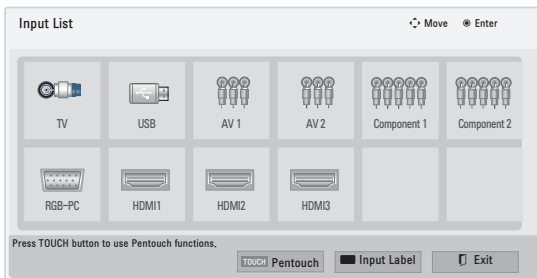 Input List
Move Enter
TV USB AV 1 AV 2 Component 1 Component 2
RGB-PC HDMI1 HDMI2 HDMI3
Press TOUCH button to use Pentouch functions.
TOUCH Pentouch Input Label Exit